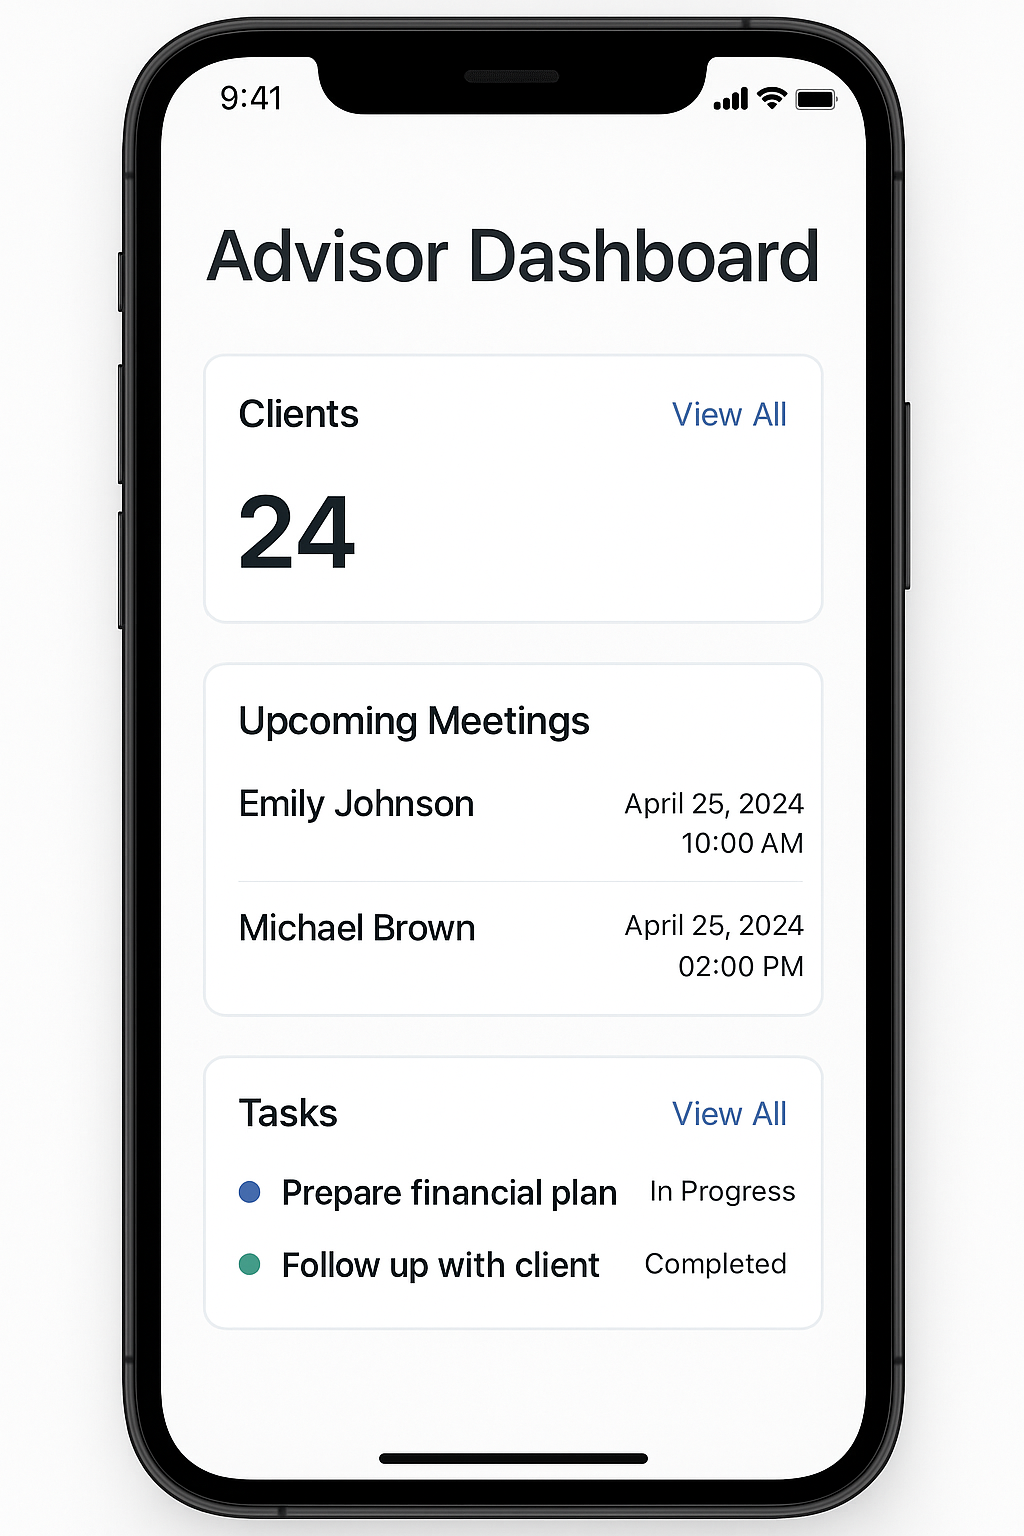 9:41
Advisor Dashboard
Clients View All
24
Upcoming Meetings
Emily Johnson April 25, 2024
10:00 AM
Michael Brown April 25, 2024
02:00 PM
Tasks View All
Prepare financial plan In Progress
Follow up with client Completed